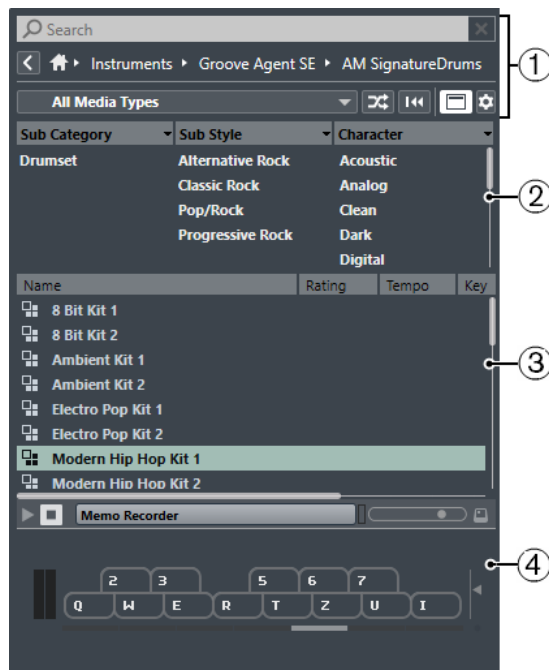 Search
Instruments ▸ Groove Agent SE ▸ AM SignatureDrums
1
All Media Types
Sub Category Sub Style Character
Drumset Alternative Rock Acoustic
Classic Rock Analog
Pop/Rock Clean
Progressive Rock Dark
Digital
2
Name Rating Tempo Key
8 Bit Kit 1
8 Bit Kit 2
Ambient Kit 1
3
Ambient Kit 2
Electro Pop Kit 1
Electro Pop Kit 2
Modern Hip Hop Kit 1
Modern Hip Hop Kit 2
Memo Recorder
4
2 3 5 6 7
Q W E R T Z U I